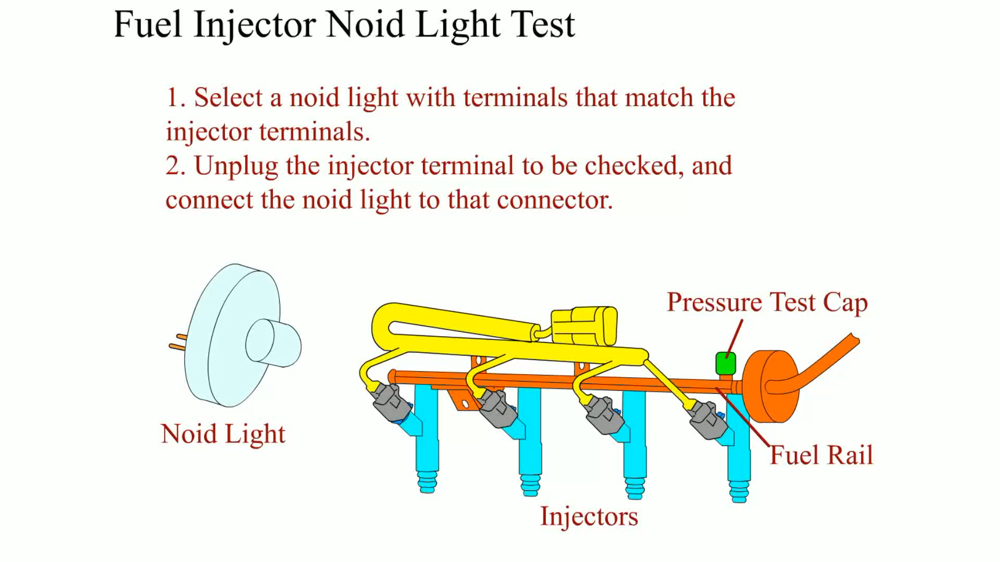 Fuel Injector Noid Light Test
1. Select a noid light with terminals that match the
injector terminals.
2. Unplug the injector terminal to be checked, and
connect the noid light to that connector.
Pressure Test Cap
Noid Light
Fuel Rail
Injectors